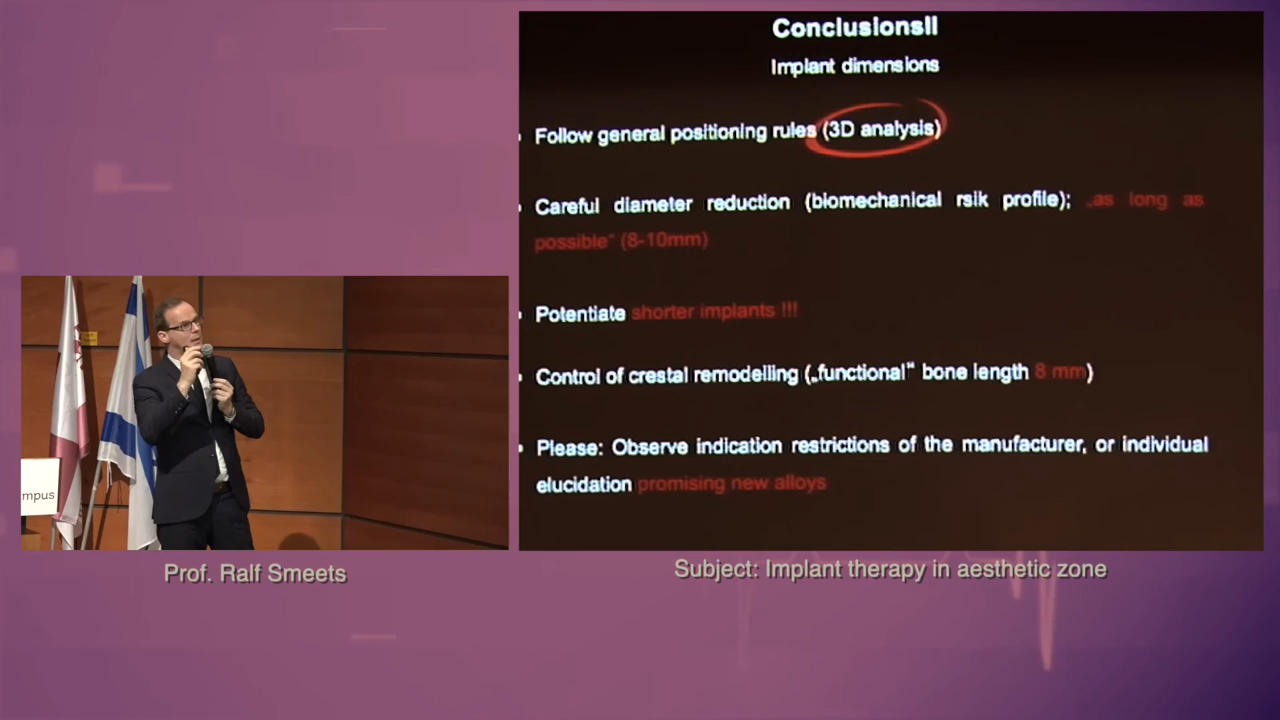 ConclusionsII
Implant dimensions
Follow general positioning rules (3D analysis)
Careful diameter reduction (biomechanical rsik profile); „as long as
possible“ (8-10mm)
Potentiate shorter implants !!!
Control of crestal remodelling („functional“ bone length 8 mm)
Please: Observe indication restrictions of the manufacturer, or individual
elucidation promising new alloys
mpus
Prof. Ralf Smeets
Subject: Implant therapy in aesthetic zone